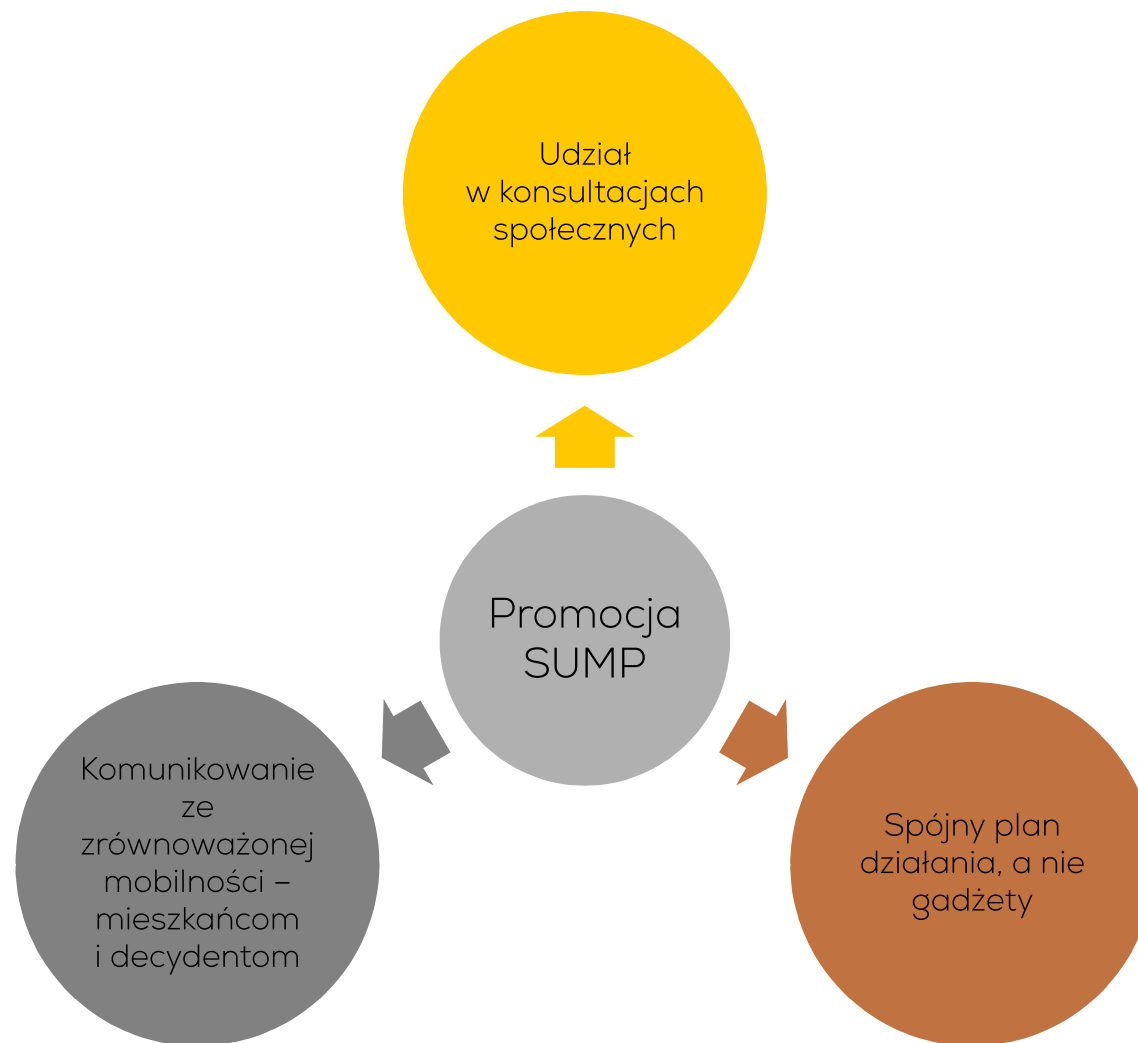 Udział
w konsultacjach
społecznych
Promocja
SUMP
Komunikowanie
ze
zrównoważonej
mobilności –
mieszkańcom
i decydentom
Spójny plan
działania, a nie
gadżety